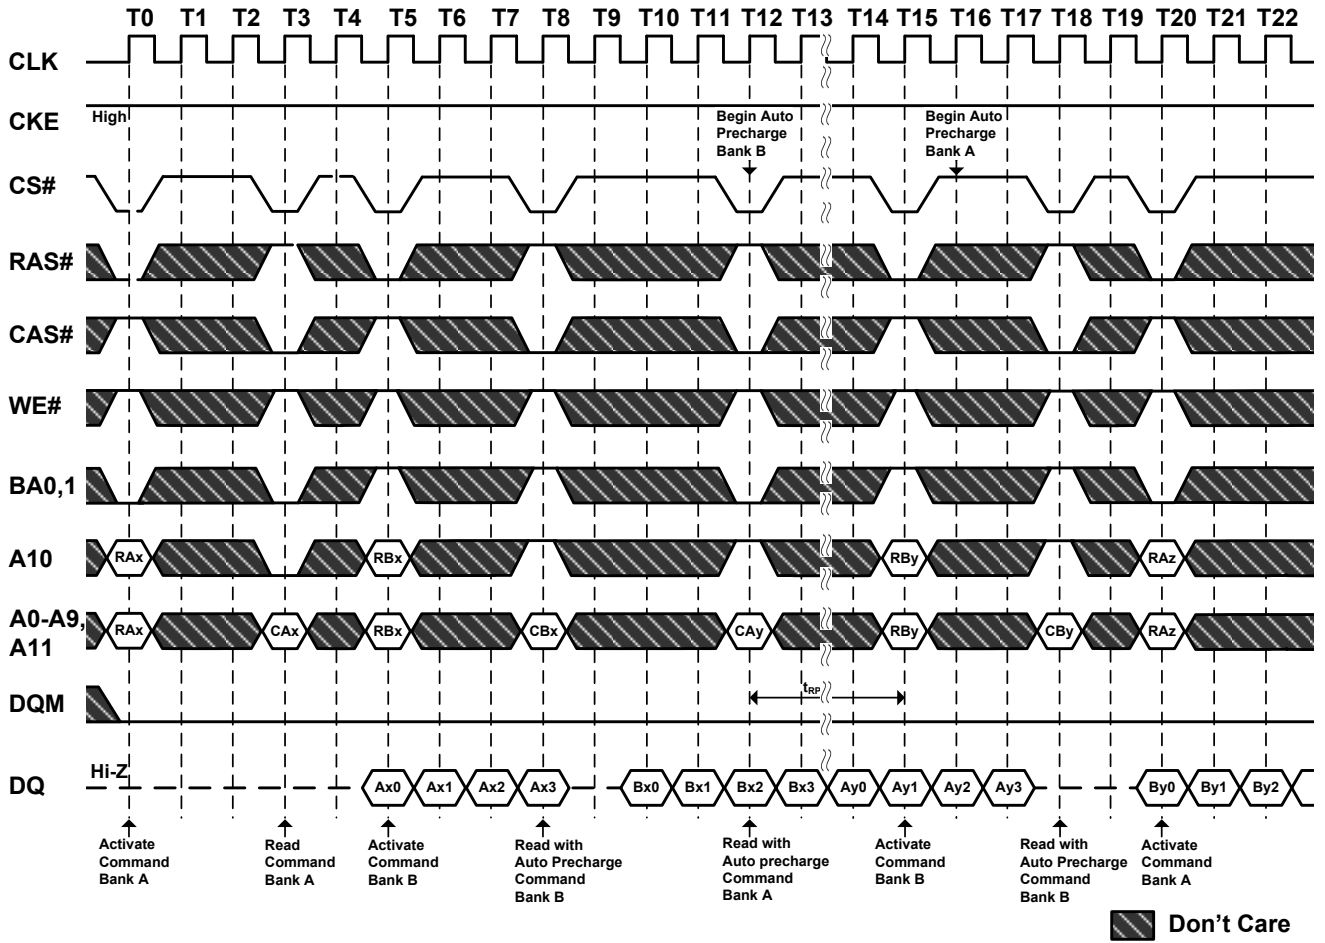 T0 T1 T2 T3 T4 T5 T6 T7 T8 T9 T10 T11 T12 T13 T14 T15 T16 T17 T18 T19 T20 T21 T22
CLK
CKE
High
Begin Auto
Precharge
Bank B
Begin Auto
Precharge
Bank A
CS#
RAS#
CAS#
WE#
BA0,1
A10
RAx RBx RBy RAz
A0-A9,
A11
RAx CAx RBx CBx CAy RBy CBy RAz
DQM
tRP
DQ
Hi-Z
Ax0 Ax1 Ax2 Ax3 Bx0 Bx1 Bx2 Bx3 Ay0 Ay1 Ay2 Ay3 By0 By1 By2
Activate
Command
Bank A
Read
Command
Bank A
Activate
Command
Bank B
Read with
Auto Precharge
Command
Bank B
Read with
Auto precharge
Command
Bank A
Activate
Command
Bank B
Read with
Auto Precharge
Command
Bank B
Activate
Command
Bank A
Don't Care